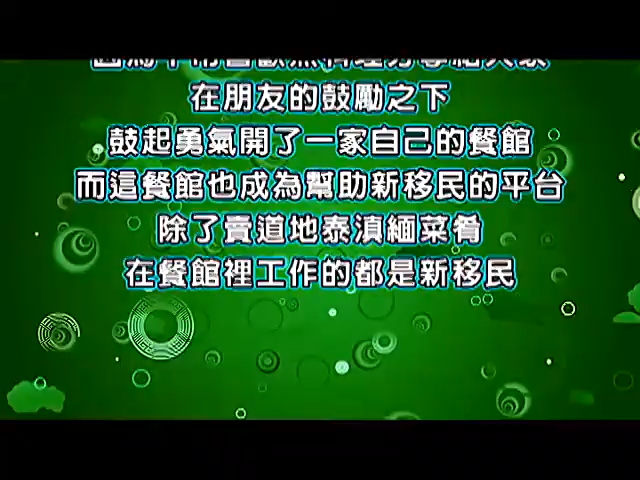 在朋友的鼓勵之下
鼓起勇氣開了一家自己的餐館
而這餐館也成為幫助新移民的平台
除了賣道地泰滇緬菜肴
在餐館裡工作的都是新移民